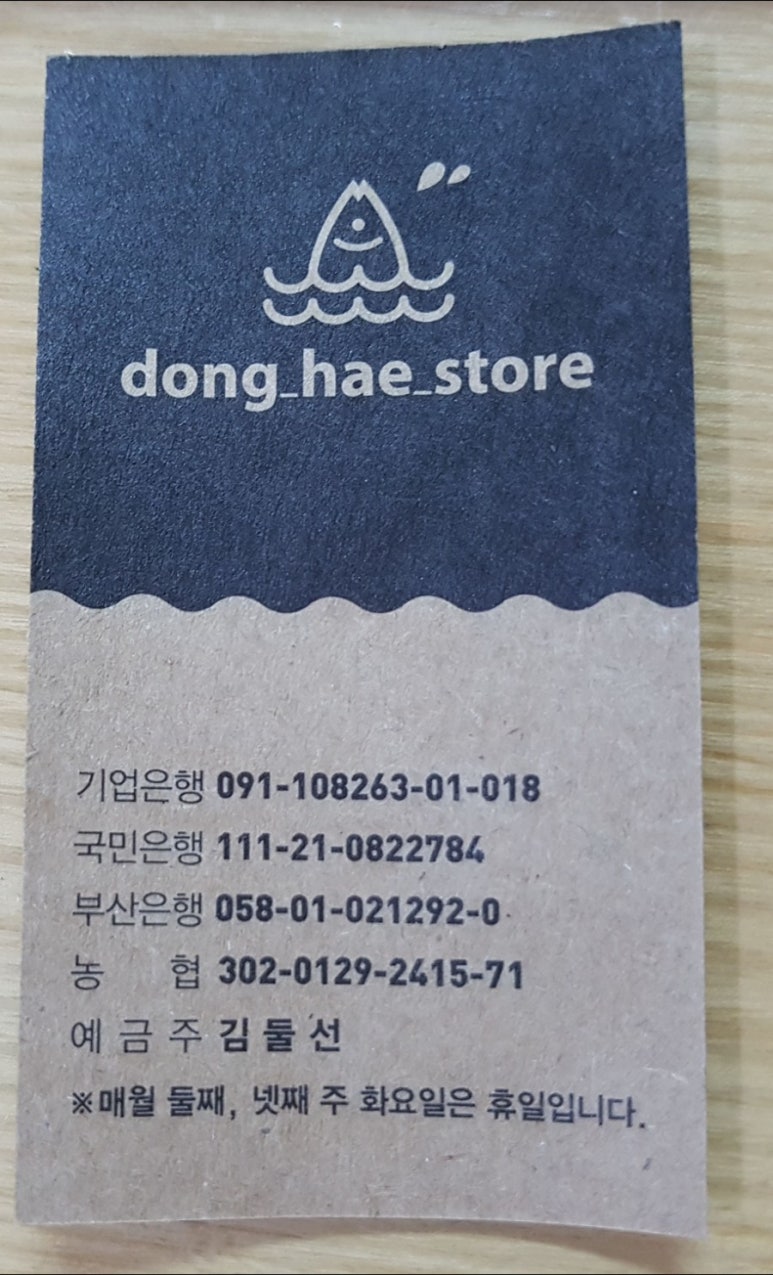 dong_hae_store
기업은행 091-108263-01-018
국민은행 111-21-0822784
부산은행 058-01-021292-0
농 협 302-0129-2415-71
예 금 주 김 둘 선
※매월 둘째, 넷째 주 화요일은 휴일입니다.